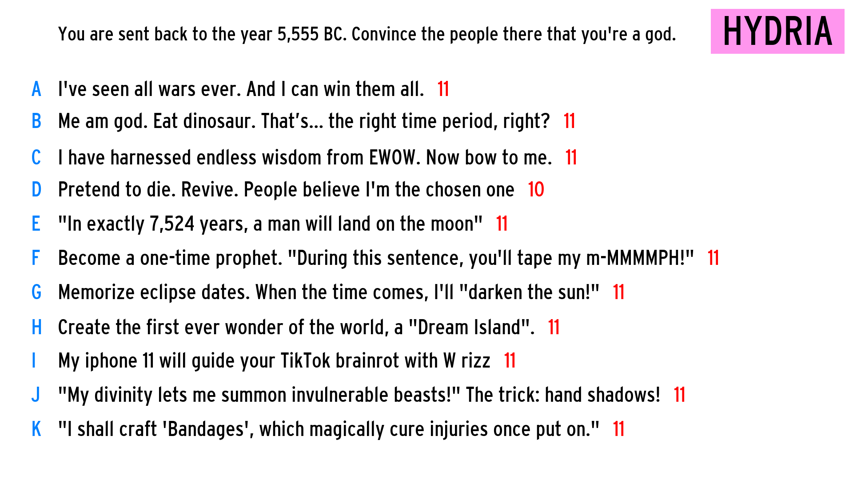 You are sent back to the year 5,555 BC. Convince the people there that you're a god.
HYDRIA
A I've seen all wars ever. And I can win them all. 11
B Me am god. Eat dinosaur. That's... the right time period, right? 11
C I have harnessed endless wisdom from EWOW. Now bow to me. 11
D Pretend to die. Revive. People believe I'm the chosen one 10
E "In exactly 7,524 years, a man will land on the moon" 11
F Become a one-time prophet. "During this sentence, you'll tape my m-MMMMPH!" 11
G Memorize eclipse dates. When the time comes, I'll "darken the sun!" 11
H Create the first ever wonder of the world, a "Dream Island". 11
I My iphone 11 will guide your TikTok brainrot with W rizz 11
J "My divinity lets me summon invulnerable beasts!" The trick: hand shadows! 11
K "I shall craft 'Bandages', which magically cure injuries once put on." 11